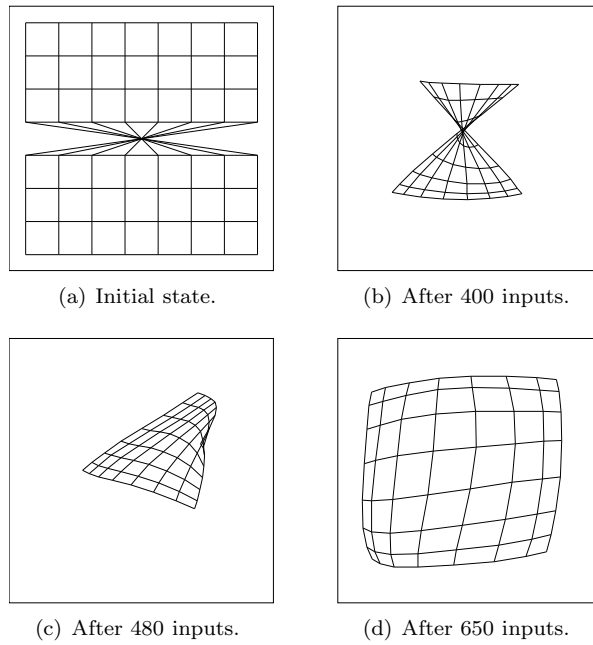 (a) Initial state.
(b) After 400 inputs.
(c) After 480 inputs.
(d) After 650 inputs.